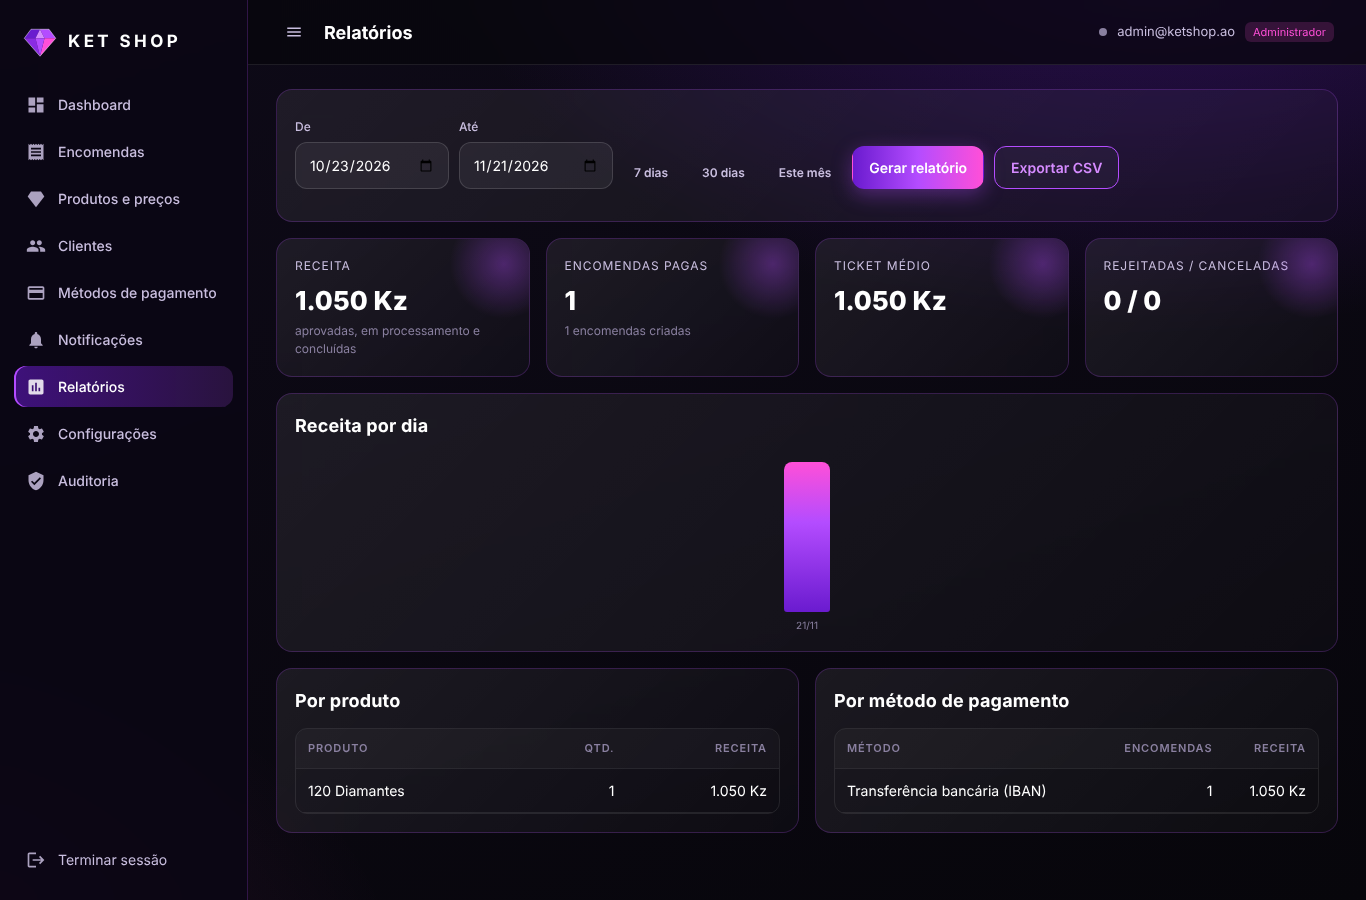 KET SHOP
Dashboard
Encomendas
Produtos e preços
Clientes
Métodos de pagamento
Notificações
Relatórios
Configurações
Auditoria
Terminar sessão
Relatórios
admin@ketshop.ao
Administrador
De
Até
10/23/2026
11/21/2026
7 dias
30 dias
Este mês
Gerar relatório
Exportar CSV
RECEITA
1.050 Kz
aprovadas, em processamento e
concluídas
ENCOMENDAS PAGAS
1
1 encomendas criadas
TICKET MÉDIO
1.050 Kz
REJEITADAS / CANCELADAS
0 / 0
Receita por dia
21/11
Por produto
PRODUTO QTD. RECEITA
120 Diamantes 1 1.050 Kz
Por método de pagamento
MÉTODO ENCOMENDAS RECEITA
Transferência bancária (IBAN) 1 1.050 Kz